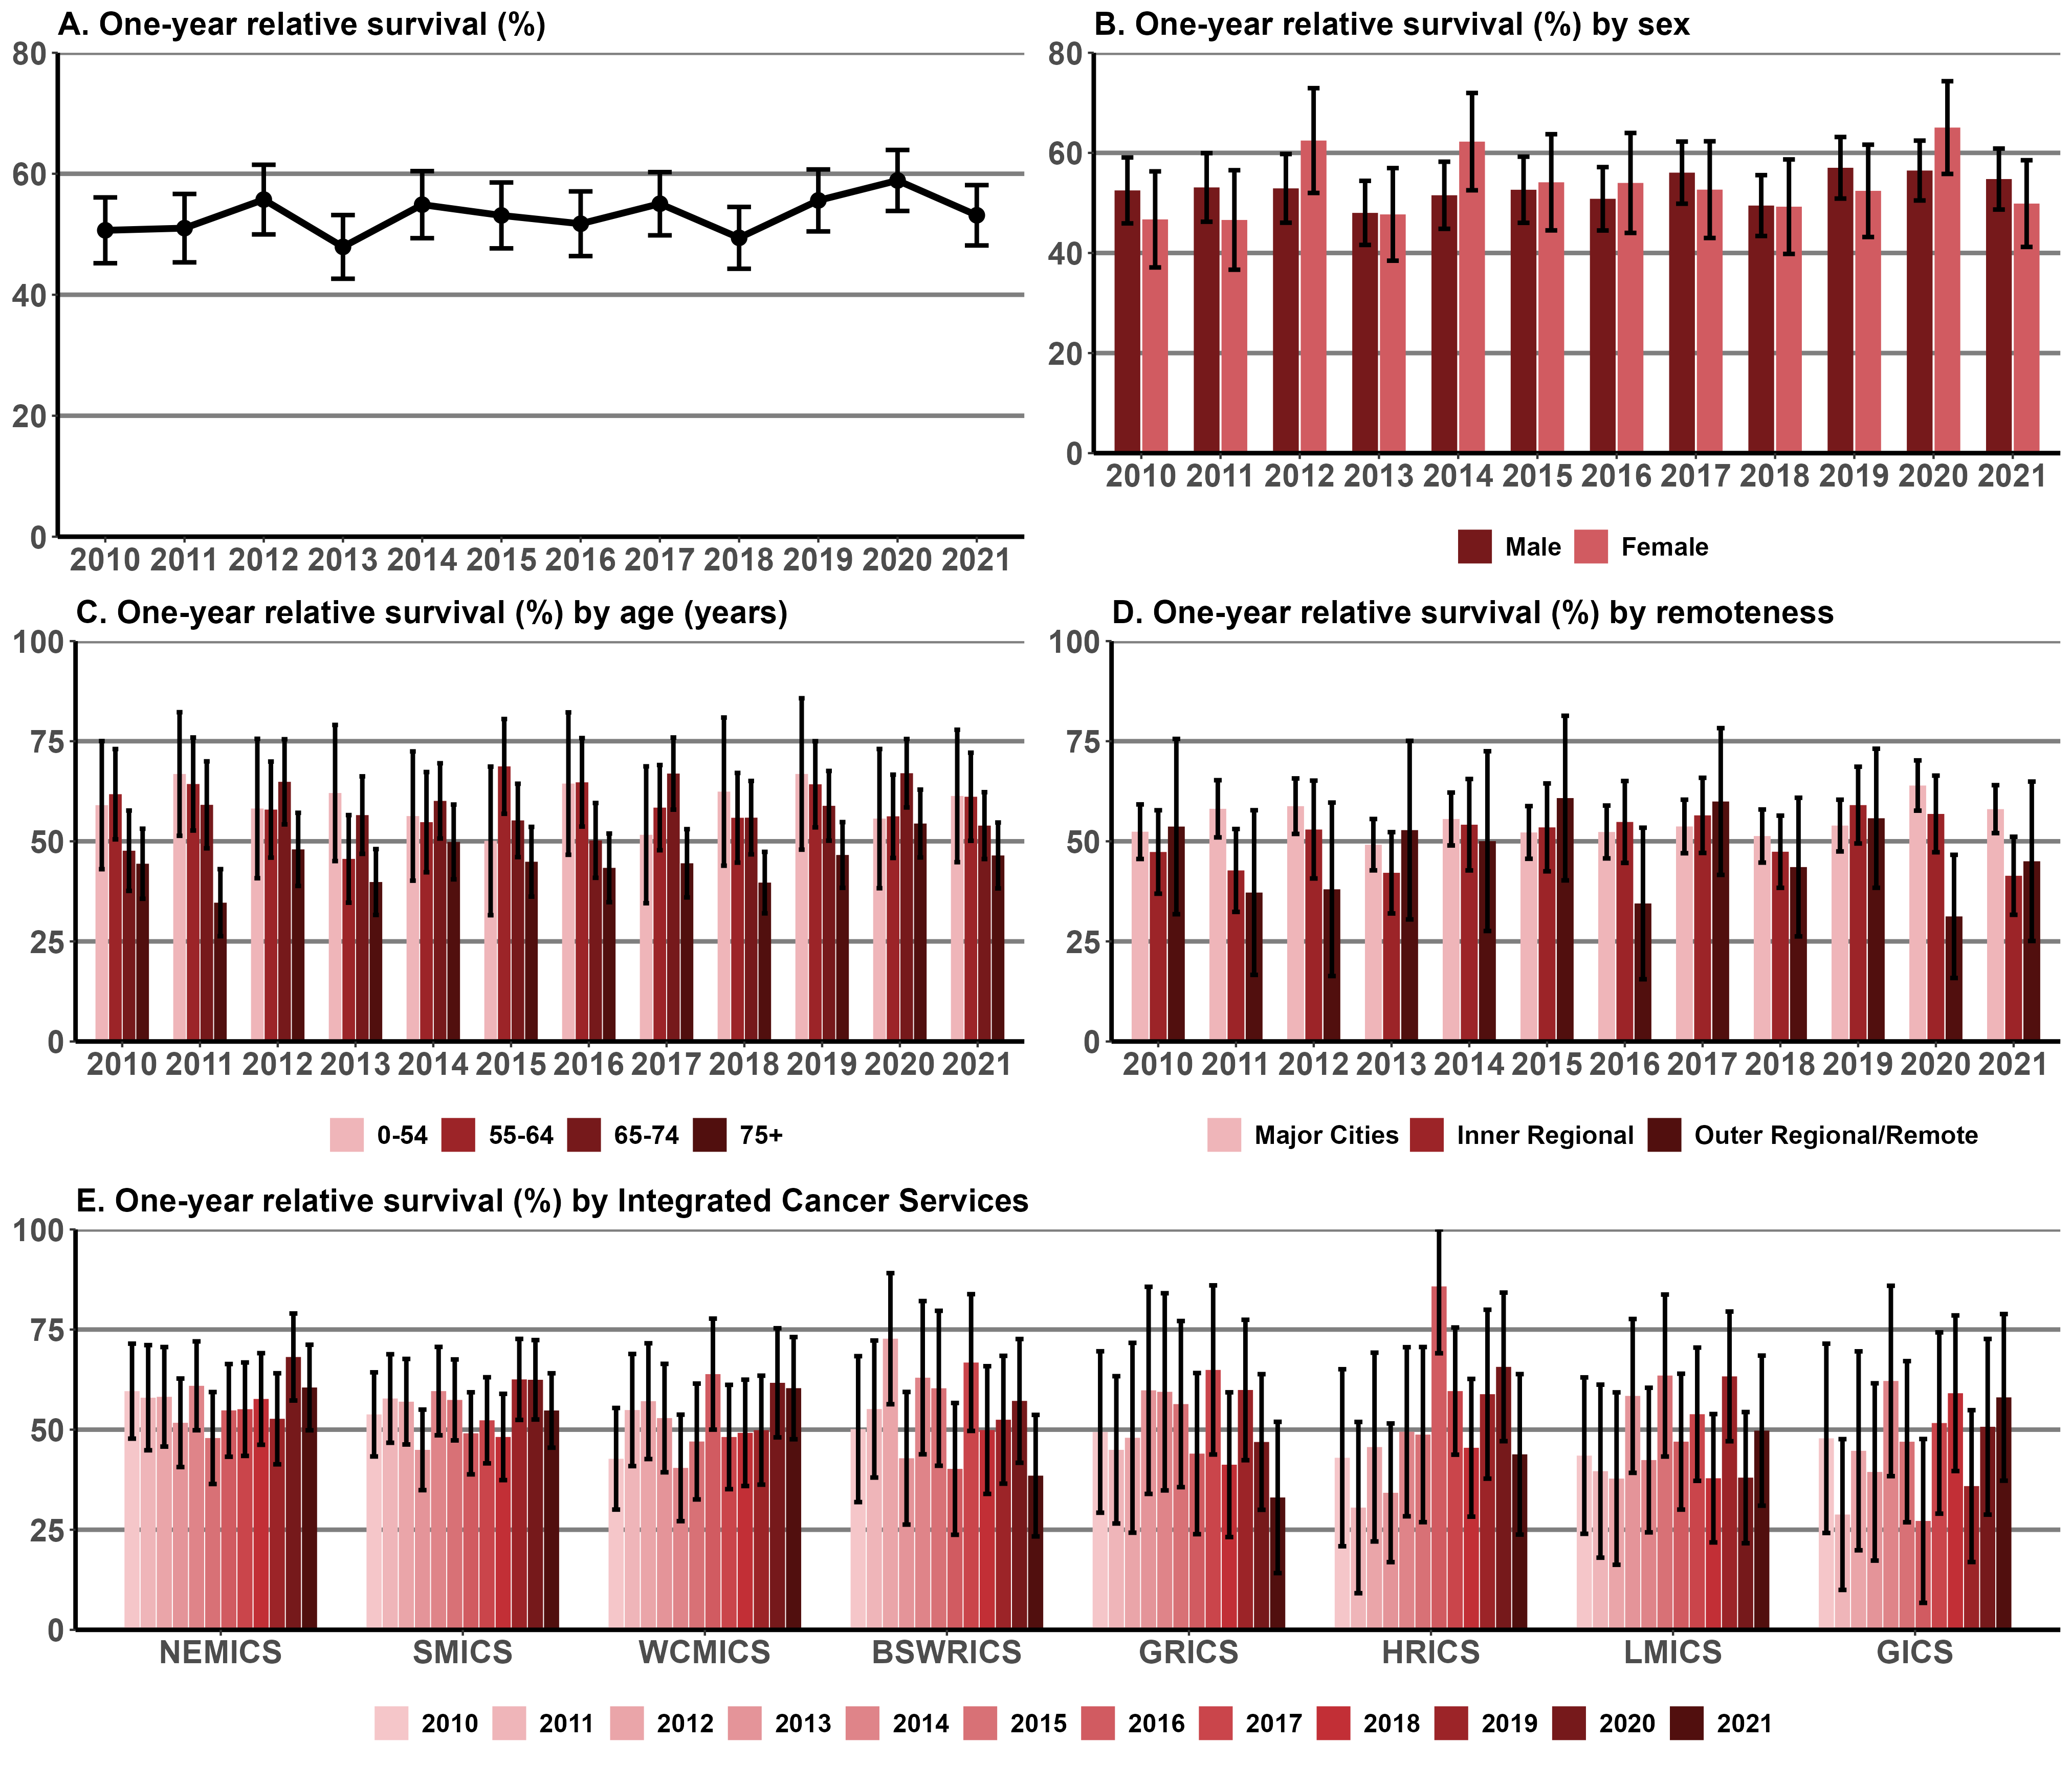 A. One-year relative survival (%)
80
60
40
20
0
2010 2011 2012 2013 2014 2015 2016 2017 2018 2019 2020 2021
B. One-year relative survival (%) by sex
80
60
40
20
0
2010 2011 2012 2013 2014 2015 2016 2017 2018 2019 2020 2021
Male Female
C. One-year relative survival (%) by age (years)
100
75
50
25
0
2010 2011 2012 2013 2014 2015 2016 2017 2018 2019 2020 2021
0-54 55-64 65-74 75+
D. One-year relative survival (%) by remoteness
100
75
50
25
0
2010 2011 2012 2013 2014 2015 2016 2017 2018 2019 2020 2021
Major Cities Inner Regional Outer Regional/Remote
E. One-year relative survival (%) by Integrated Cancer Services
100
75
50
25
0
NEMICS SMICS WCMICS BSWRICS GRICS HRICS LMICS GICS
2010 2011 2012 2013 2014 2015 2016 2017 2018 2019 2020 2021